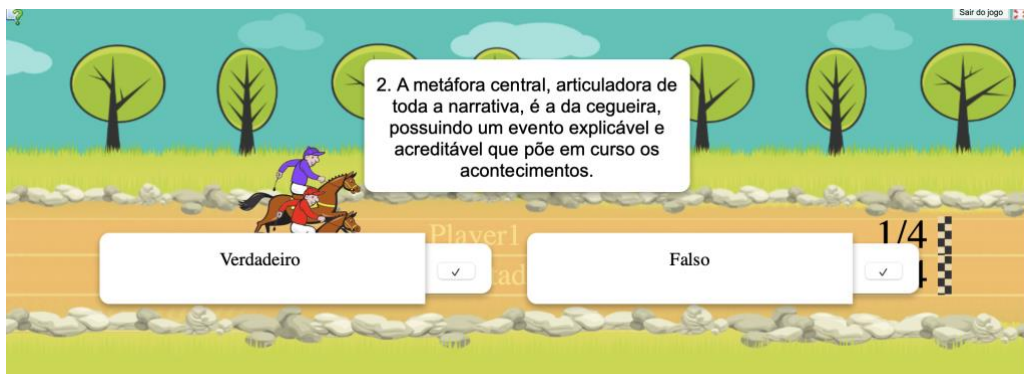 Sair do jogo
2. A metáfora central, articuladora de
toda a narrativa, é a da cegueira,
possuindo um evento explicável e
acreditável que põe em curso os
acontecimentos.
Player1
1/4
Verdadeiro
Falso